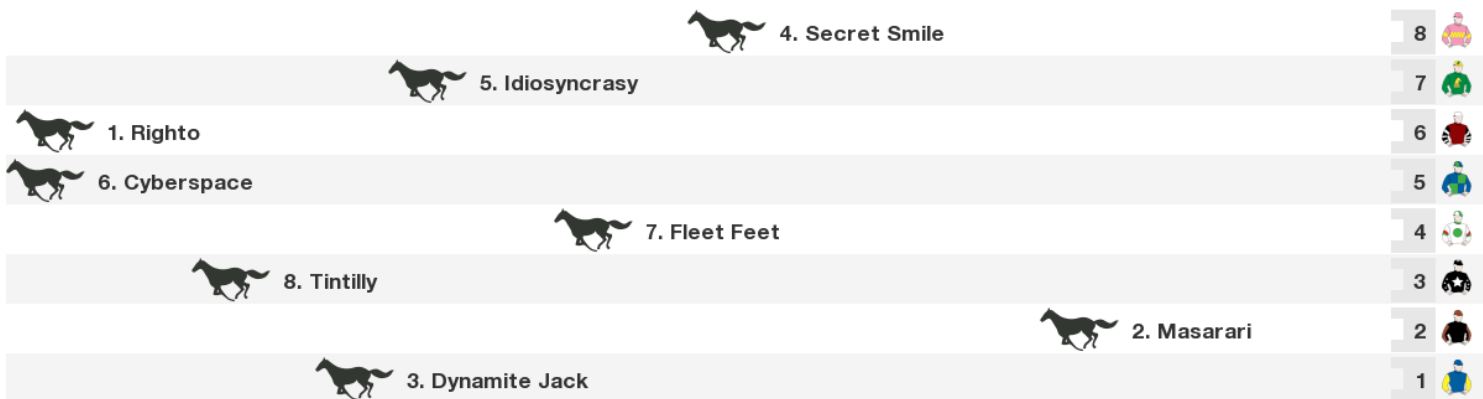 4. Secret Smile 8
5. Idiosyncrasy 7
1. Righto 6
6. Cyberspace 5
7. Fleet Feet 4
8. Tintilly 3
2. Masarari 2
3. Dynamite Jack 1